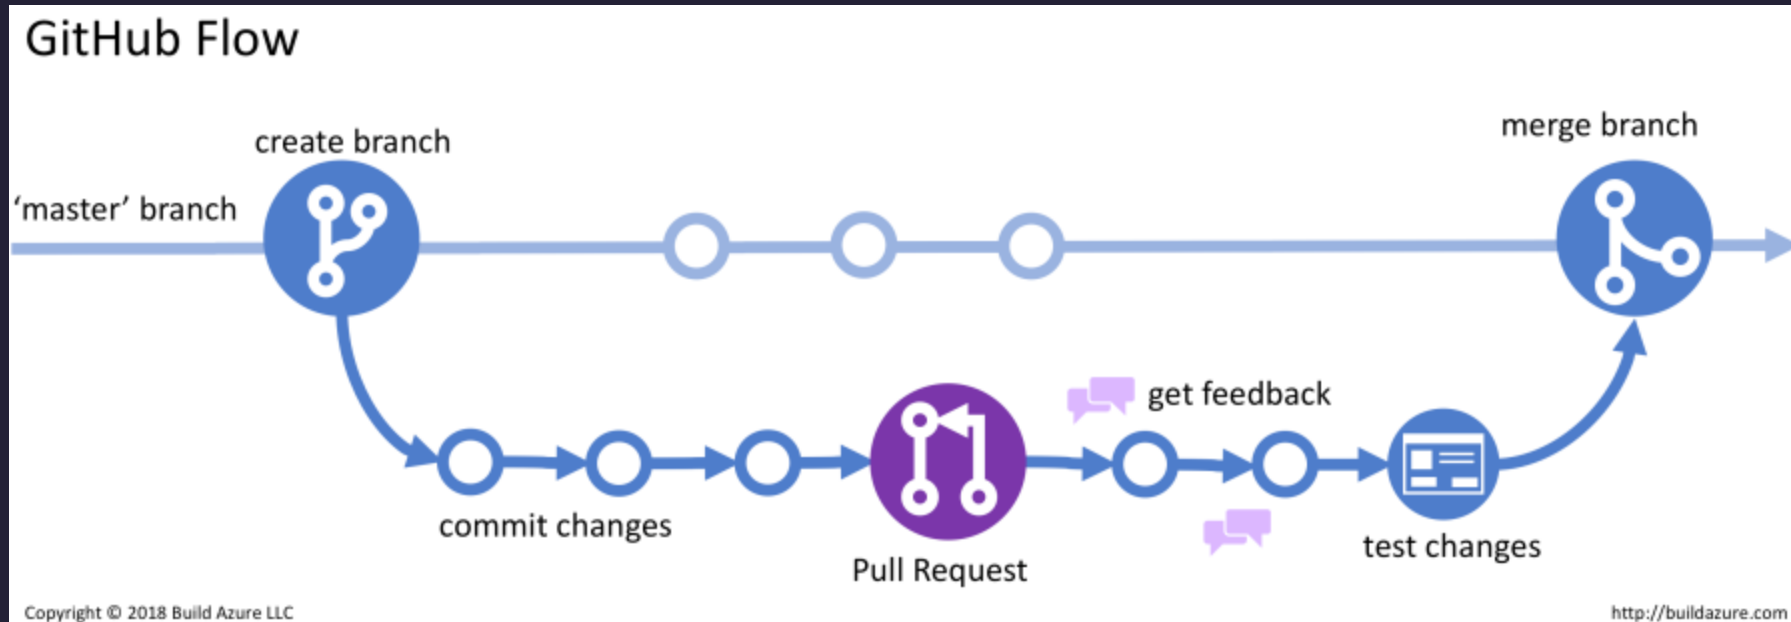 GitHub Flow
create branch
merge branch
‘master’ branch
get feedback
commit changes
test changes
Pull Request
Copyright © 2018 Build Azure LLC
http://buildazure.com